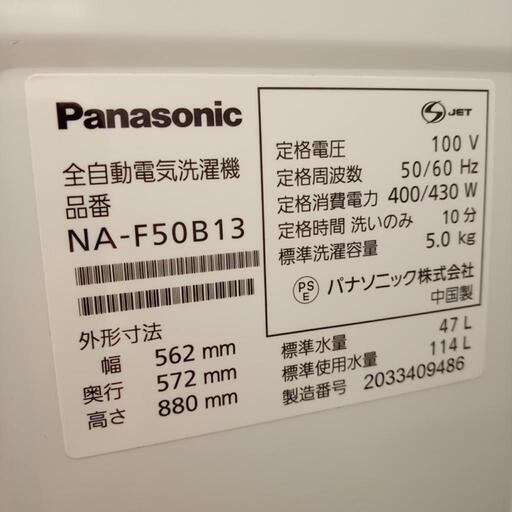 Panasonic
全自動電気洗濯機
品番
NA-F50B13
外形寸法
幅 562 mm
奥行 572 mm
高さ 880 mm
JET
定格電圧 100 V
定格周波数 50/60 Hz
定格消費電力 400/430 W
定格時間 洗いのみ 10 分
標準洗濯容量 5.0 kg
PS
E パナソニック株式会社
中国製
標準水量 47 L
標準使用水量 114 L
製造番号 2033409486